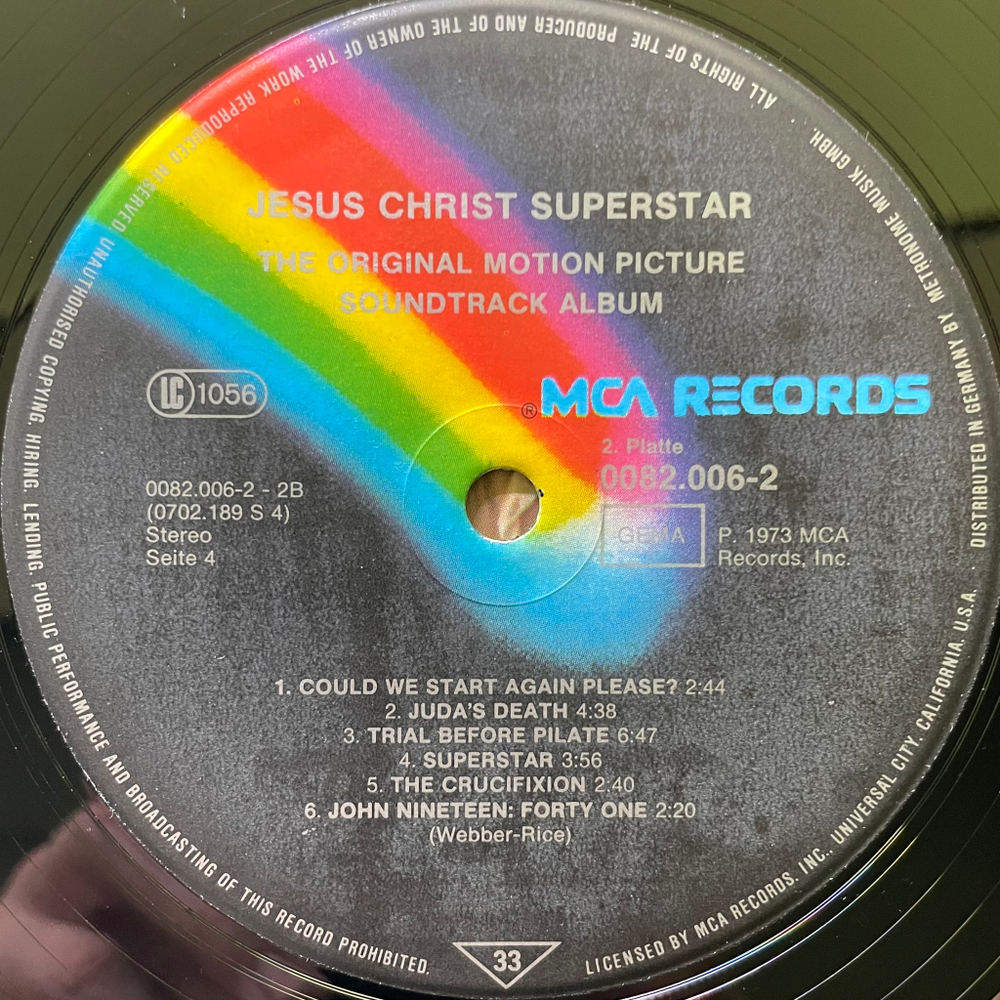 JESUS CHRIST SUPERSTAR
THE ORIGINAL MOTION PICTURE
SOUNDTRACK ALBUM
LC 1056
® MCA RECORDS
2. Platte
0082.006-2
0082.006-2 - 2B
(0702.189 S 4)
Stereo
Seite 4
GEMA
P. 1973 MCA
Records, Inc.
1. COULD WE START AGAIN PLEASE? 2:44
2. JUDA'S DEATH 4:38
3. TRIAL BEFORE PILATE 6:47
4. SUPERSTAR 3:56
5. THE CRUCIFIXION 2:40
6. JOHN NINETEEN: FORTY ONE 2:20
(Webber-Rice)
33
LICENSED BY MCA RECORDS, INC., UNIVERSAL CITY, CALIFORNIA, U.S.A. DISTRIBUTED IN GERMANY BY METRONOME MUSIK GMBH.
ALL RIGHTS OF THE PRODUCER AND OF THE OWNER OF THE WORK REPRODUCED RESERVED. UNAUTHORISED COPYING, HIRING, LENDING, PUBLIC PERFORMANCE AND BROADCASTING OF THIS RECORD PROHIBITED.